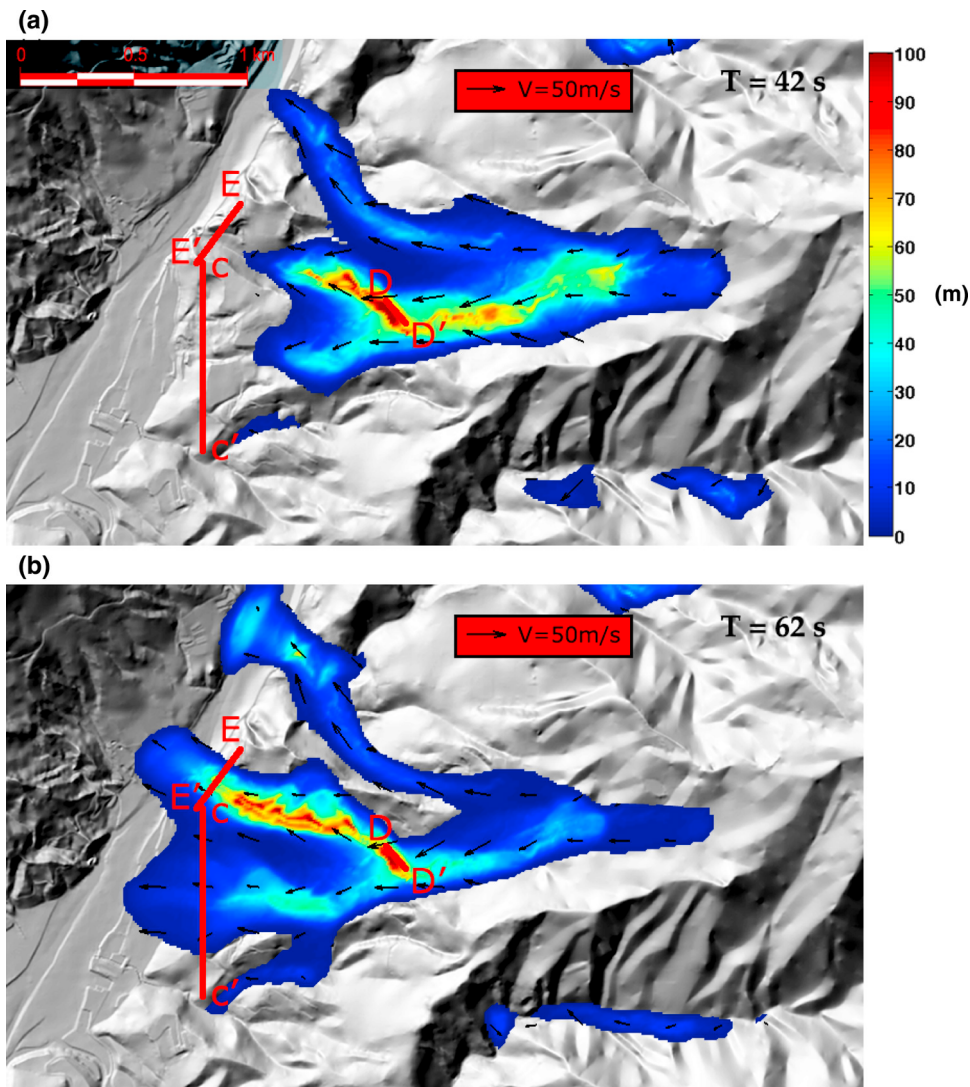 (a)
0 0.5 1 km
V=50m/s
T = 42 s
100
90
80
70
60
50
40
30
20
10
0
(m)
E
E'
C
D
D'
C'
(b)
V=50m/s
T = 62 s
E
E'
C
D
D'
C'